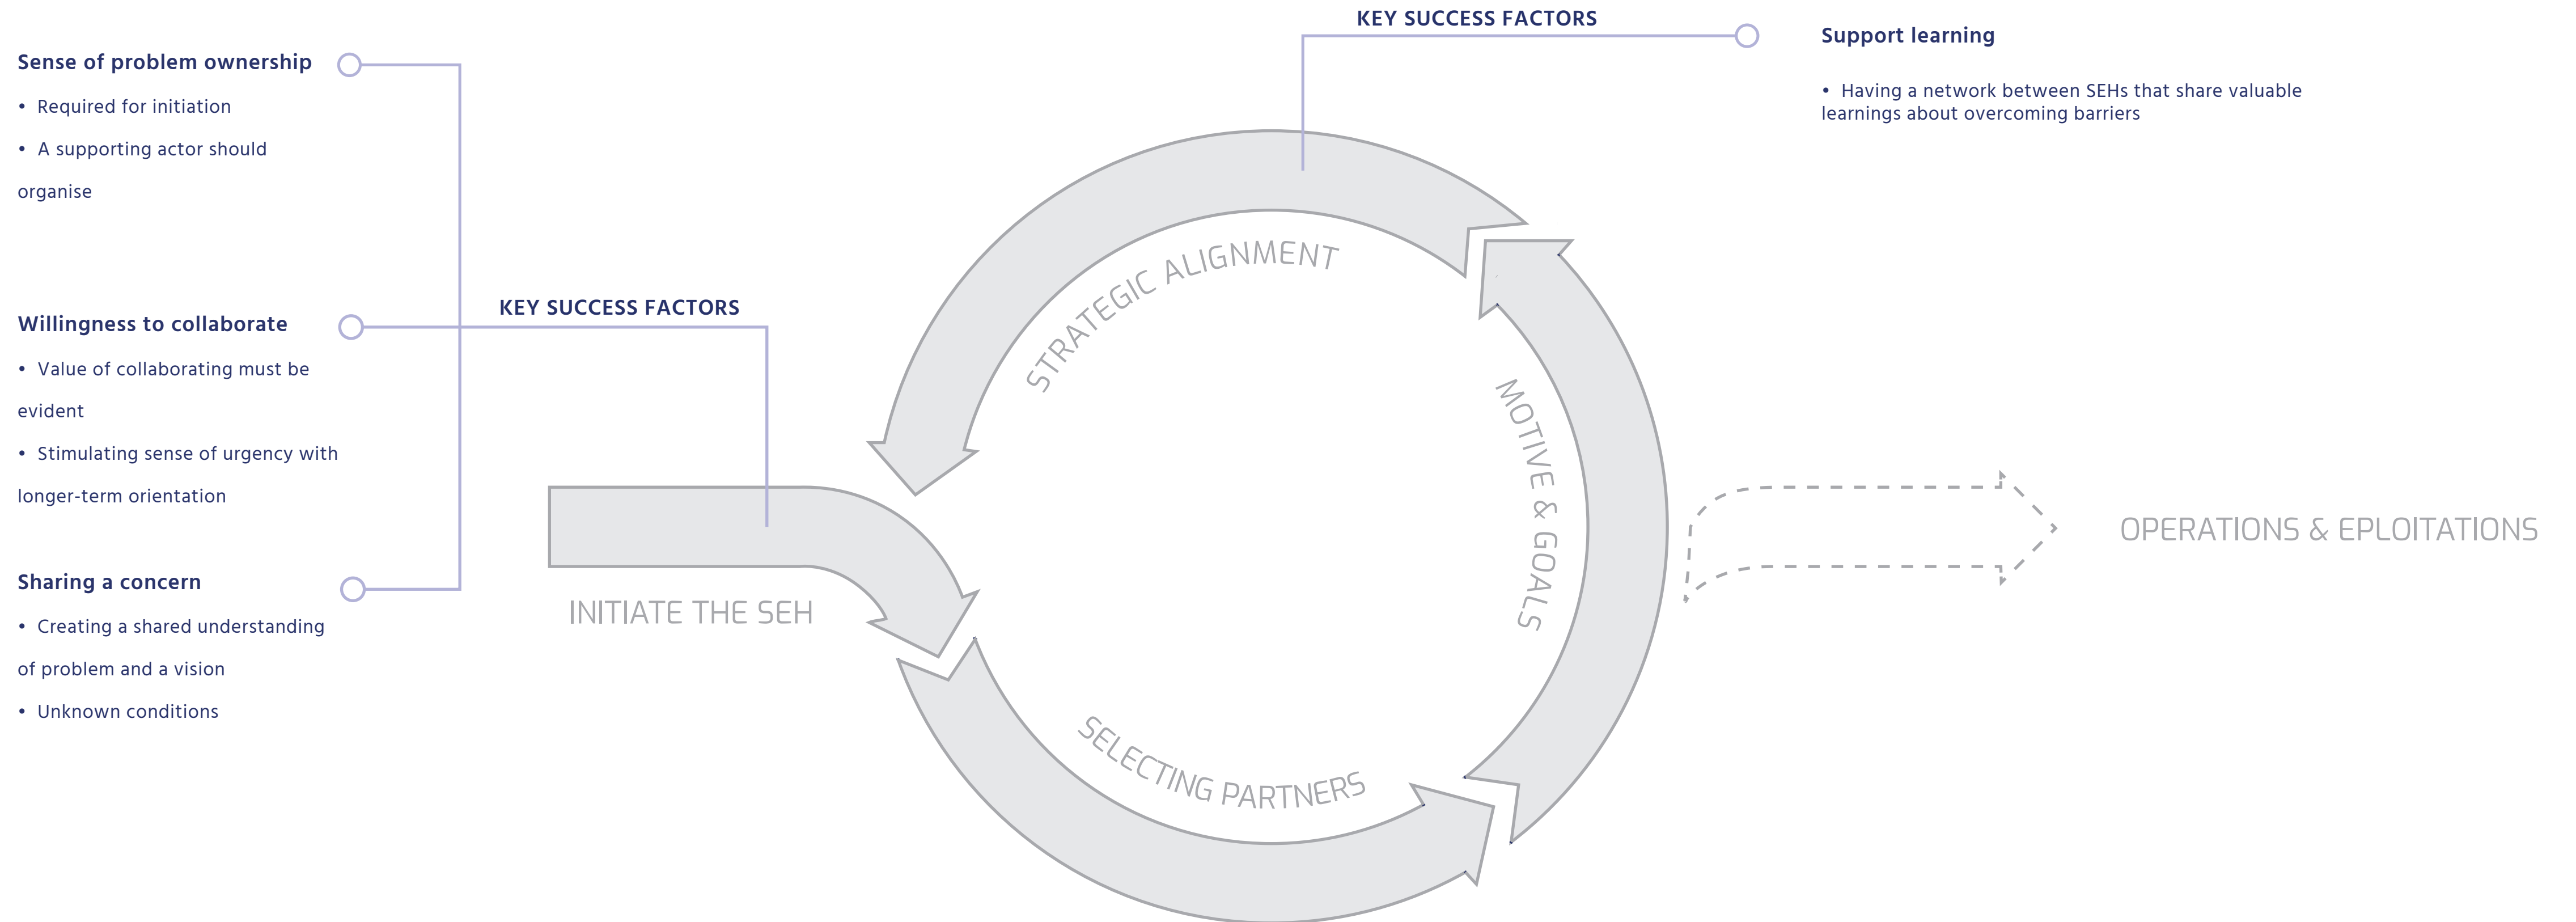 KEY SUCCESS FACTORS
Support learning
• Having a network between SEHs that share valuable
learnings about overcoming barriers
Sense of problem ownership
• Required for initiation
• A supporting actor should
organise
Willingness to collaborate
• Value of collaborating must be
evident
• Stimulating sense of urgency with
longer-term orientation
Sharing a concern
• Creating a shared understanding
of problem and a vision
• Unknown conditions
KEY SUCCESS FACTORS
INITIATE THE SEH
STRATEGIC ALIGNMENT
MOTIVE & GOALS
SELECTING PARTNERS
OPERATIONS & EPLOITATIONS